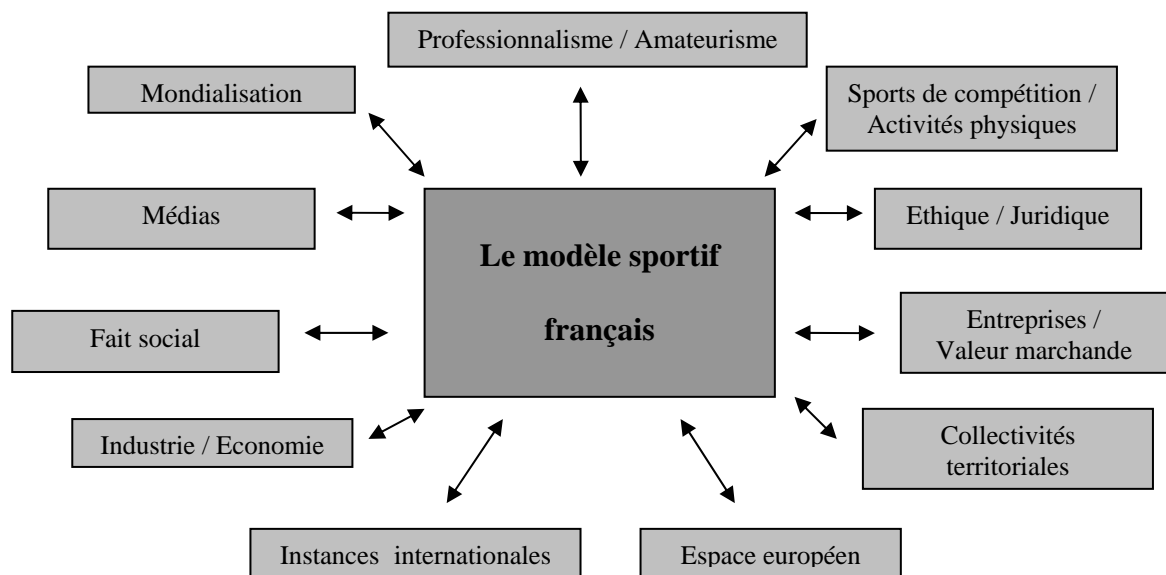 Professionnalisme / Amateurisme
Mondialisation
Sports de compétition /
Activités physiques
Médias
Ethique / Juridique
Le modèle sportif
français
Fait social
Entreprises /
Valeur marchande
Industrie / Economie
Collectivités
territoriales
Instances internationales
Espace européen